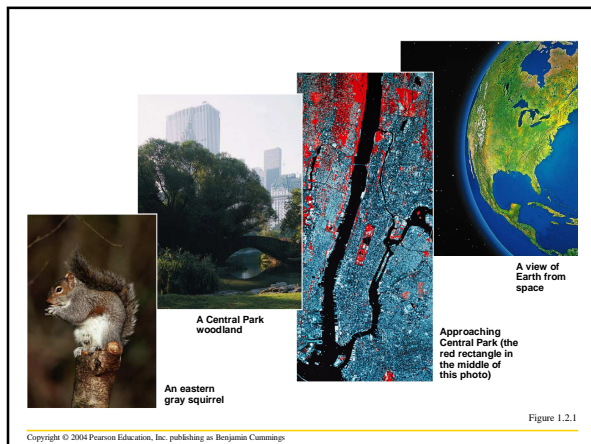 A view of
Earth from
space
A Central Park
woodland
Approaching
Central Park (the
red rectangle in
the middle of
this photo)
An eastern
gray squirrel
Figure 1.2.1
Copyright © 2004 Pearson Education, Inc. publishing as Benjamin Cummings